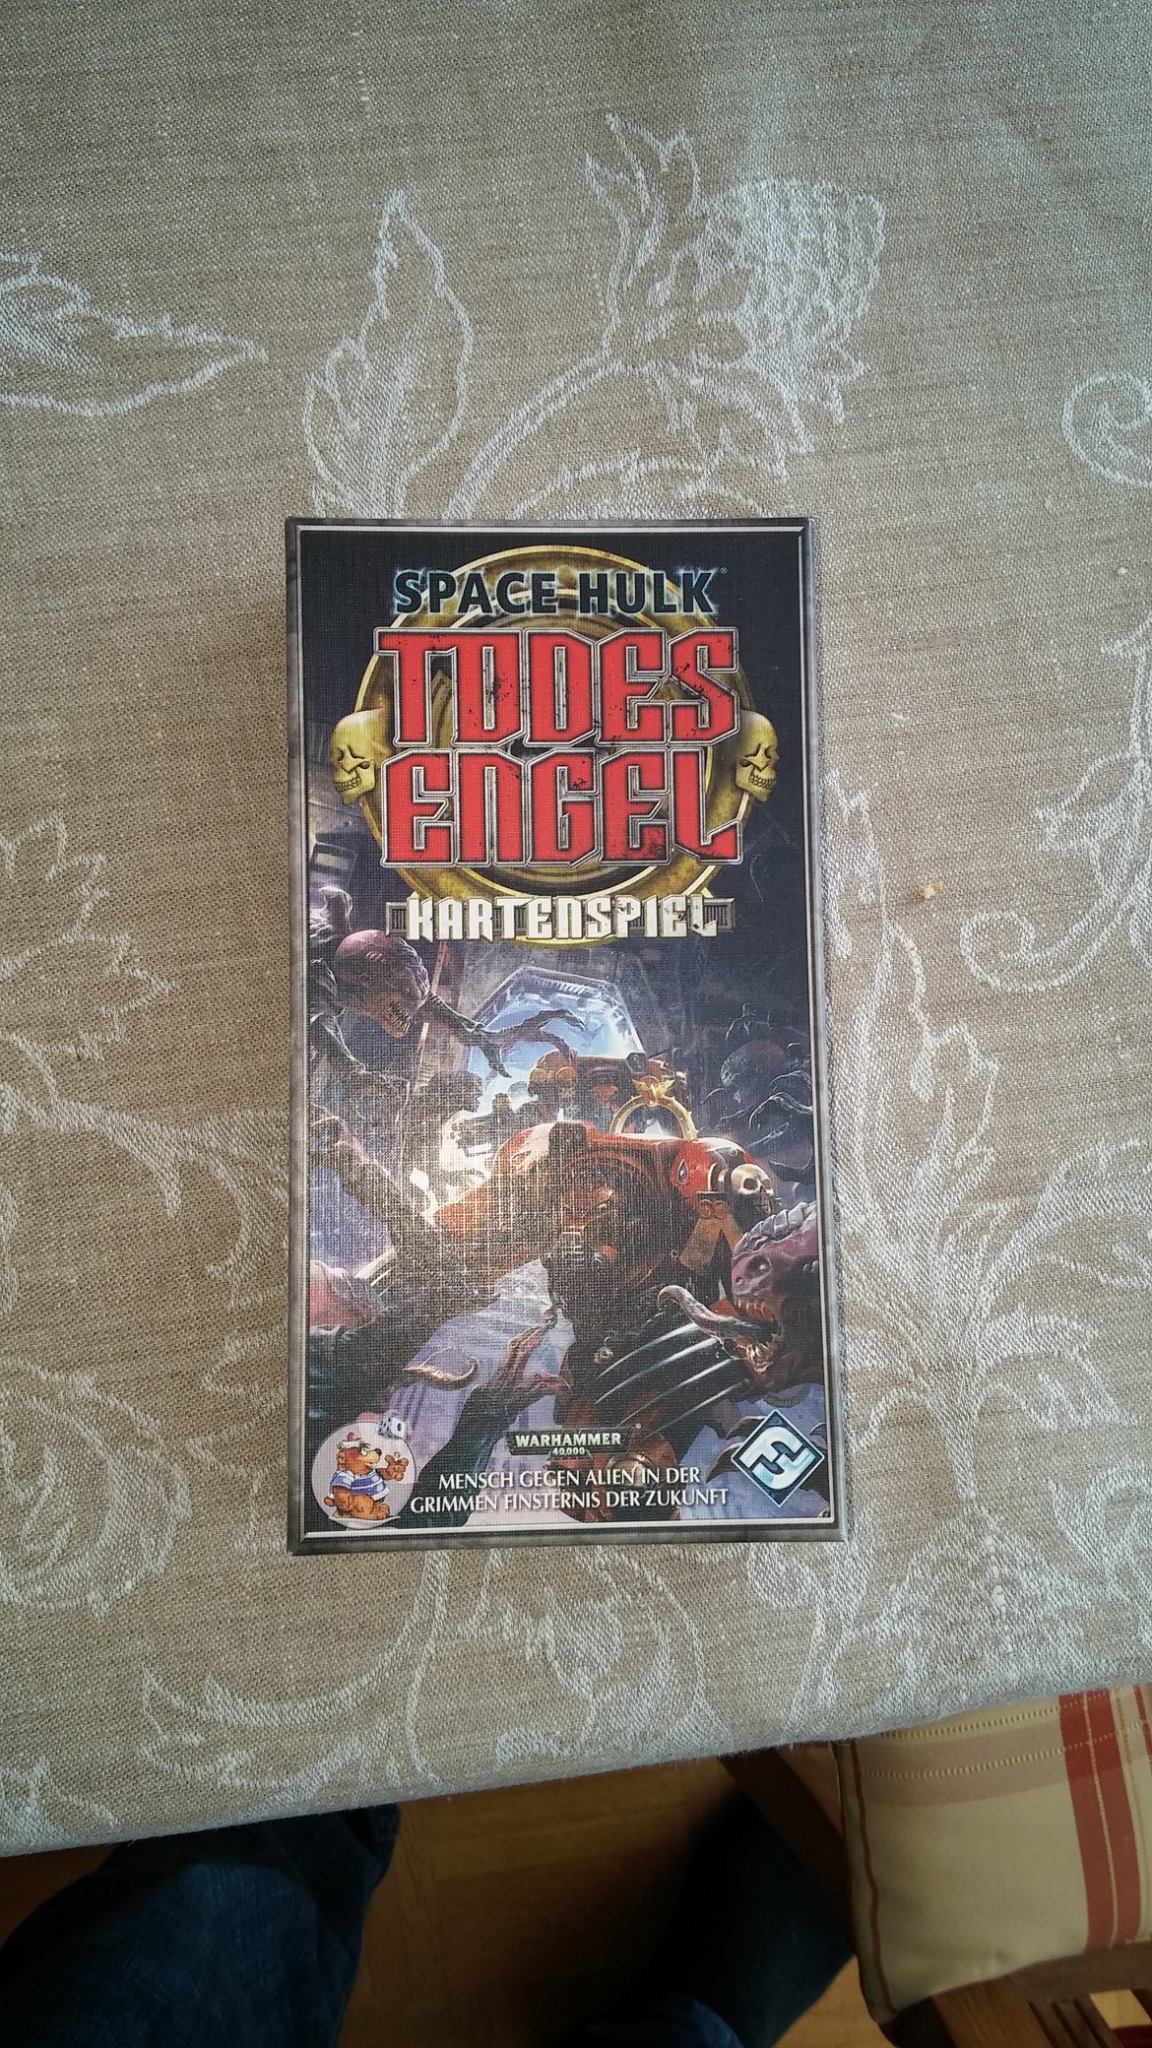 SPACE HULK®
TODES
ENGEL
KARTENSPIEL
WARHAMMER
40,000
MENSCH GEGEN ALIEN IN DER
GRIMMEN FINSTERNIS DER ZUKUNFT